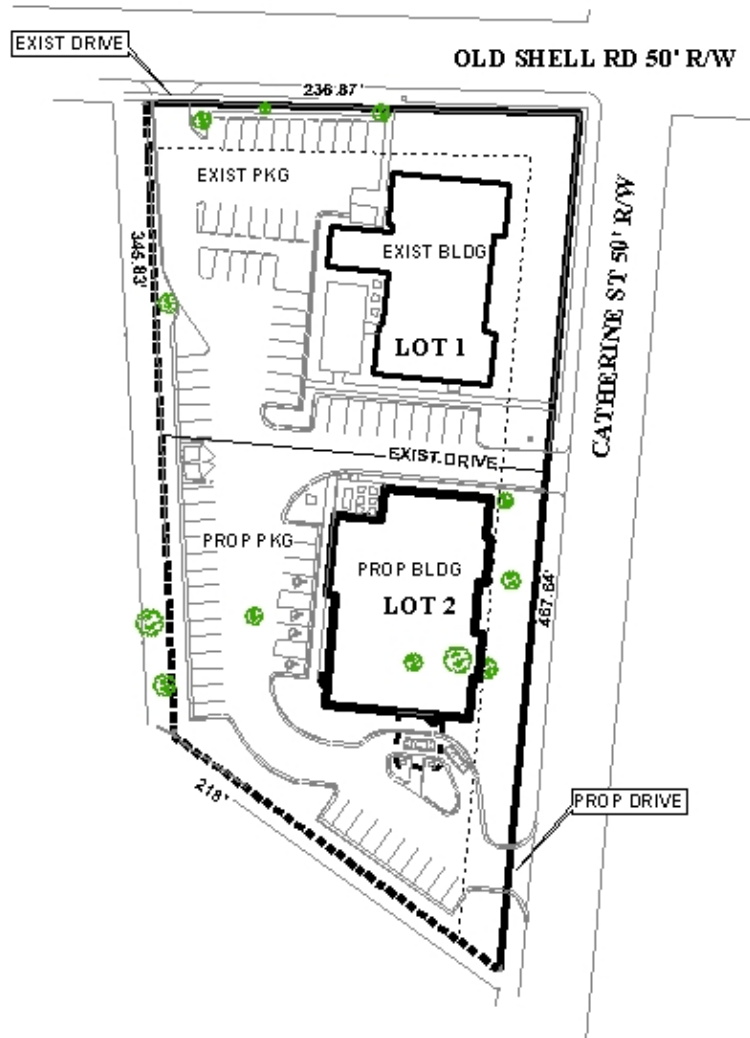 EXIST DRIVE
OLD SHELL RD 50' R/W
236.87'
EXIST PKG
CATHERINE ST 50' R/W
345.83'
EXIST BLDG
LOT 1
EXIST. DRIVE
PROP PKG
PROP BLDG
LOT 2
467.64'
218'
PROP DRIVE